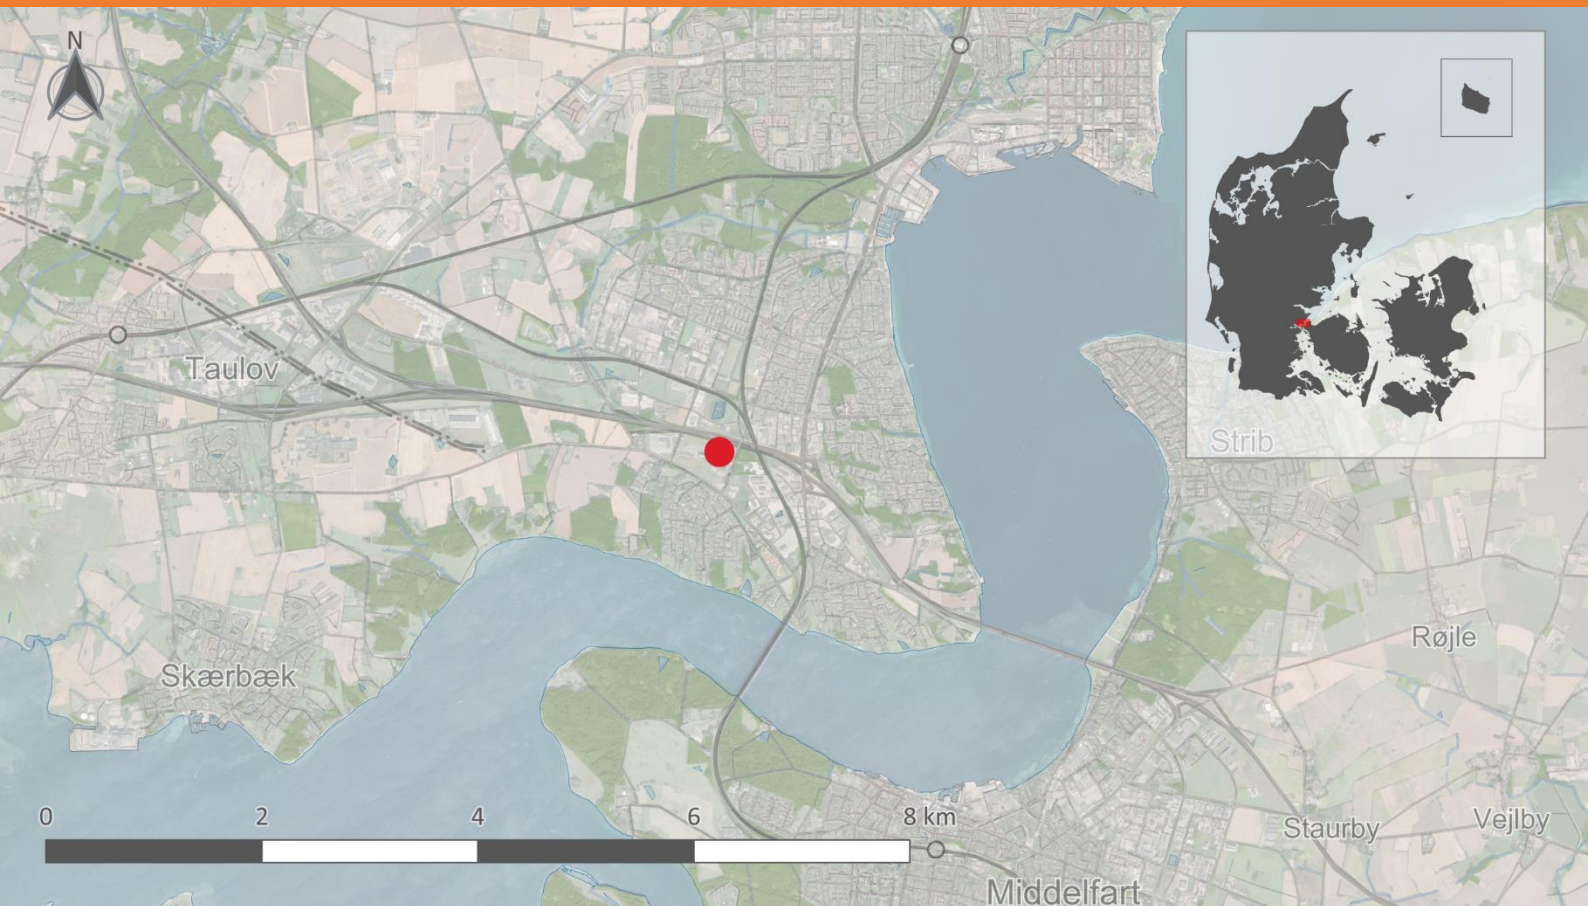 N
Taulov
Strib
Røjle
Skærbæk
0 2 4 6 8 km
Staurby
Vejlby
Middelfart